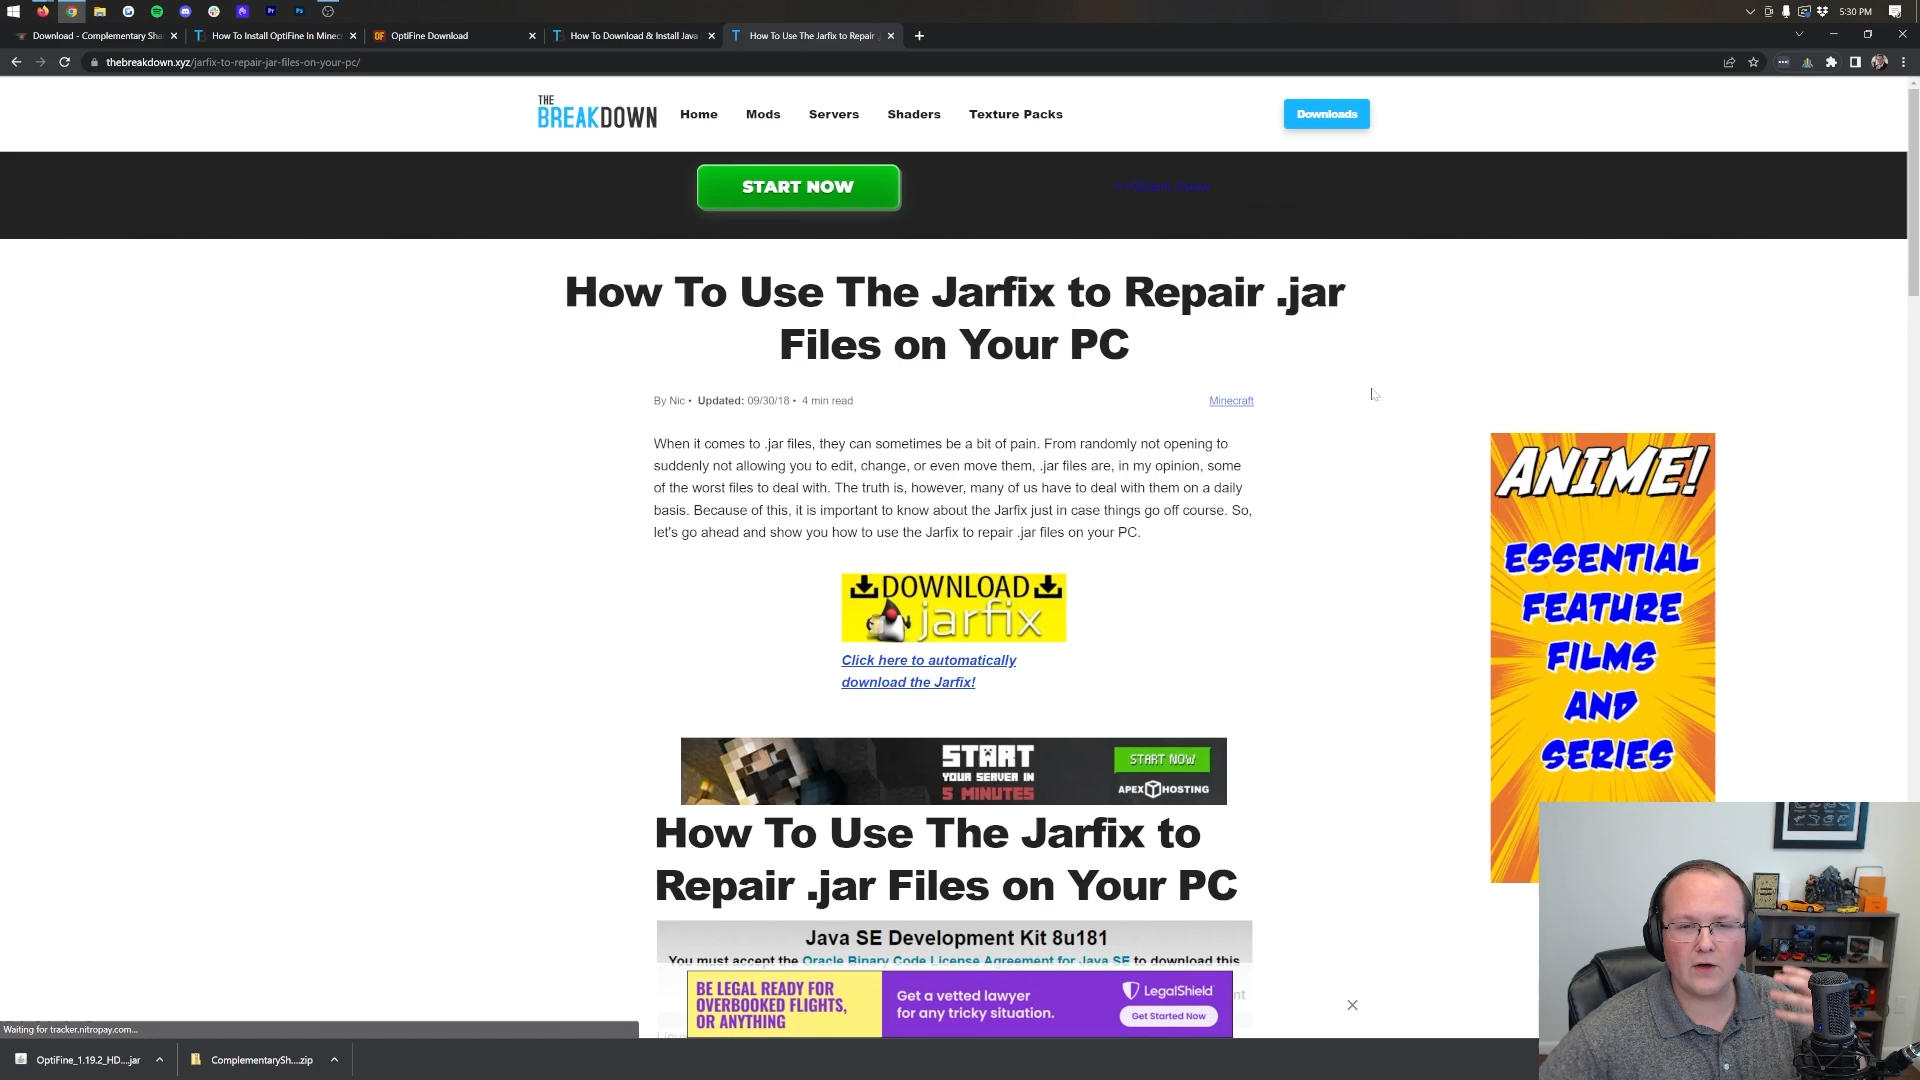 5:30 PM
Download - Complementary Sha
How To Install OptiFine In Minec
OptiFine Download
How To Download & Install Java
How To Use The Jarfix to Repair
thebreakdown.xyz/jarfix-to-repair-jar-files-on-your-pc/
THE BREAKDOWN
Home
Mods
Servers
Shaders
Texture Packs
Downloads
START NOW
How To Use The Jarfix to Repair .jar
Files on Your PC
By Nic • Updated: 09/30/18 • 4 min read
Minecraft
When it comes to .jar files, they can sometimes be a bit of pain. From randomly not opening to
suddenly not allowing you to edit, change, or even move them, .jar files are, in my opinion, some
of the worst files to deal with. The truth is, however, many of us have to deal with them on a daily
basis. Because of this, it is important to know about the Jarfix just in case things go off course. So,
let's go ahead and show you how to use the Jarfix to repair .jar files on your PC.
DOWNLOAD
jarfix
Click here to automatically
download the Jarfix!
START
YOUR SERVER IN
5 MINUTES
START NOW
APEX HOSTING
ANIME!
ESSENTIAL
FEATURE
FILMS
AND
SERIES
How To Use The Jarfix to
Repair .jar Files on Your PC
Java SE Development Kit 8u181
You must accept the Oracle Binary Code License Agreement for Java SE to download this
BE LEGAL READY FOR
OVERBOOKED FLIGHTS,
OR ANYTHING
Get a vetted lawyer
for any tricky situation.
LegalShield
Get Started Now
Waiting for tracker.nitropay.com...
OptiFine_1.19.2_HD....jar
ComplementarySh....zip